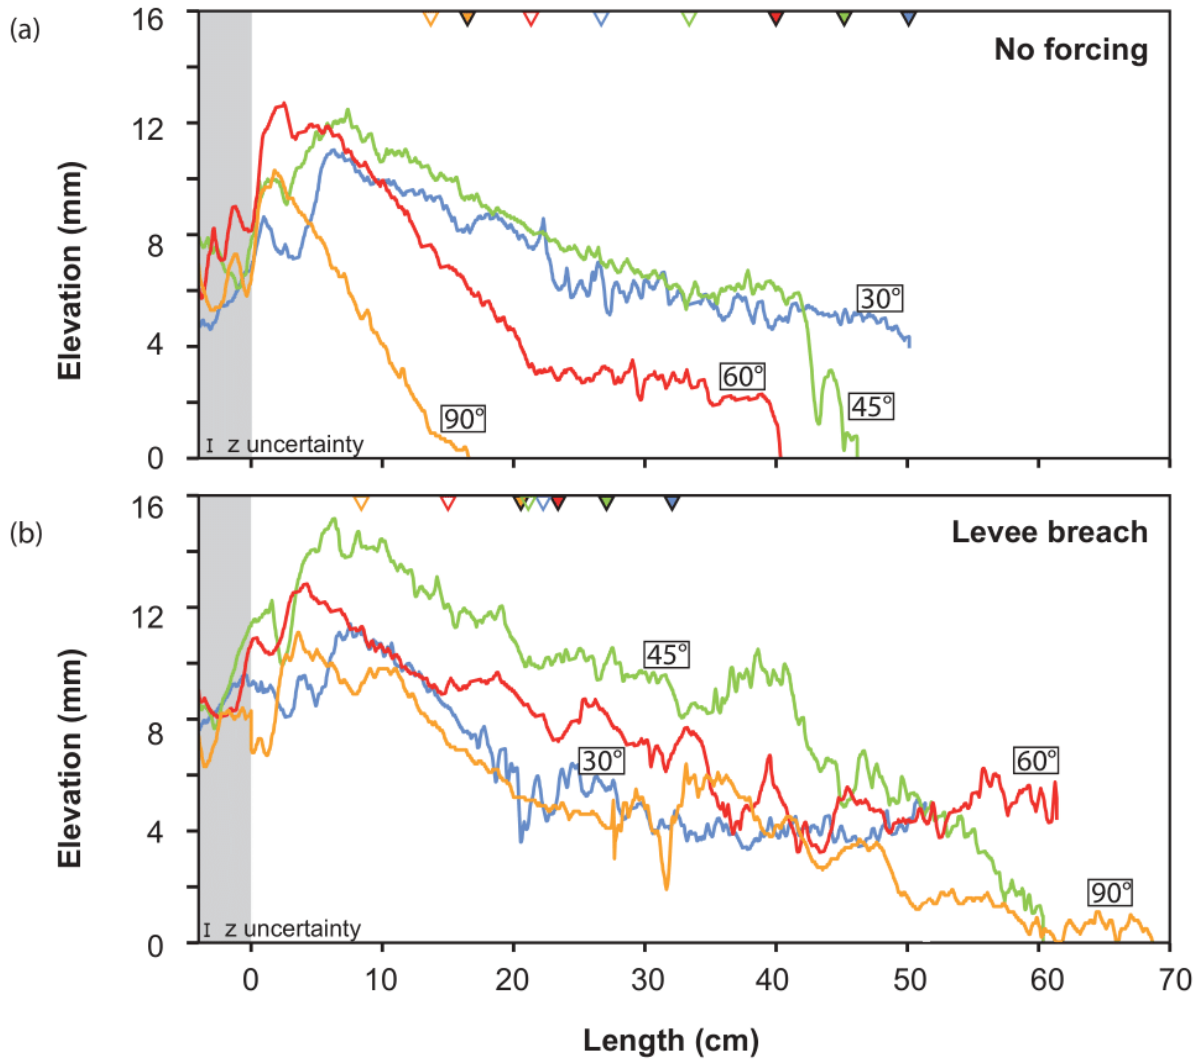 (a)
16
12
8
4
0
Elevation (mm)
No forcing
30°
60°
45°
90°
I z uncertainty
(b)
16
12
8
4
0
Elevation (mm)
Levee breach
45°
30°
60°
90°
I z uncertainty
0 10 20 30 40 50 60 70
Length (cm)